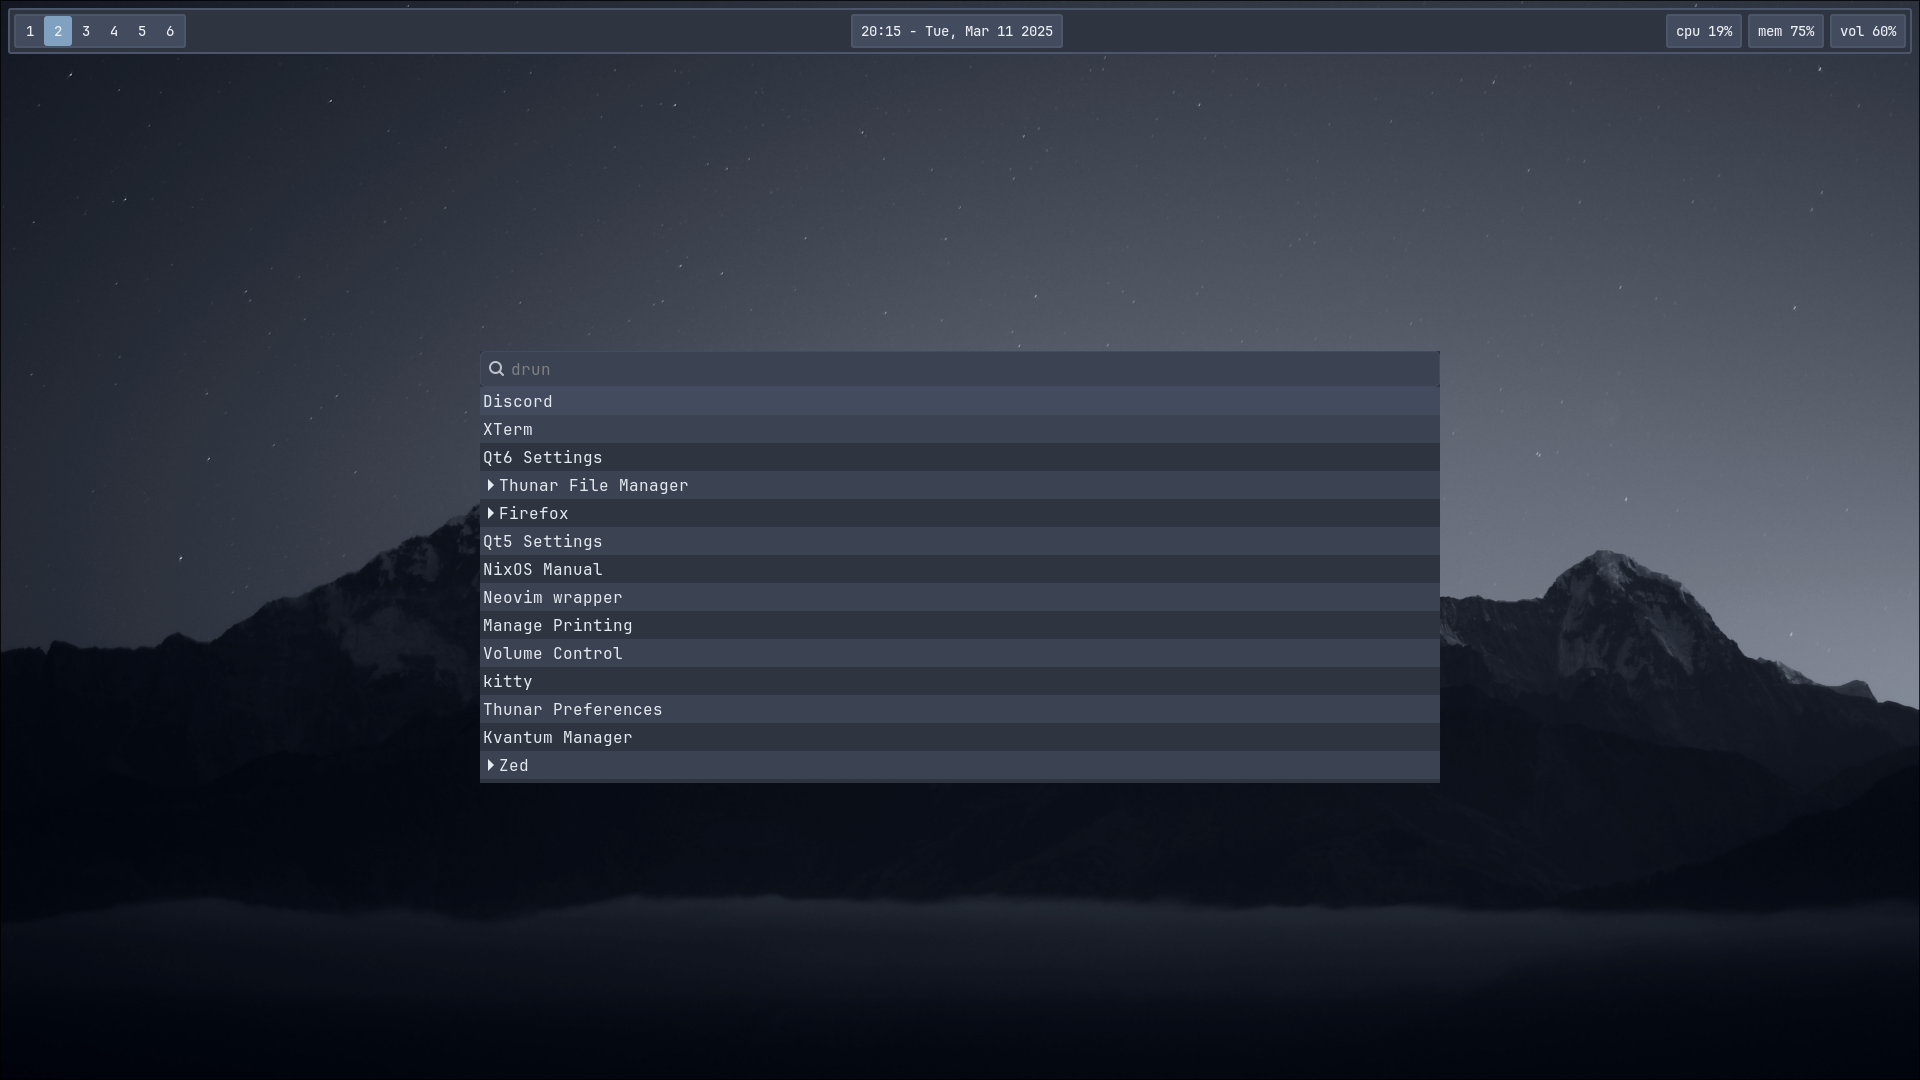 1 2 3 4 5 6
20:15 - Tue, Mar 11 2025
cpu 19% mem 75% vol 60%
drun
Discord
XTerm
Qt6 Settings
Thunar File Manager
Firefox
Qt5 Settings
NixOS Manual
Neovim wrapper
Manage Printing
Volume Control
kitty
Thunar Preferences
Kvantum Manager
Zed